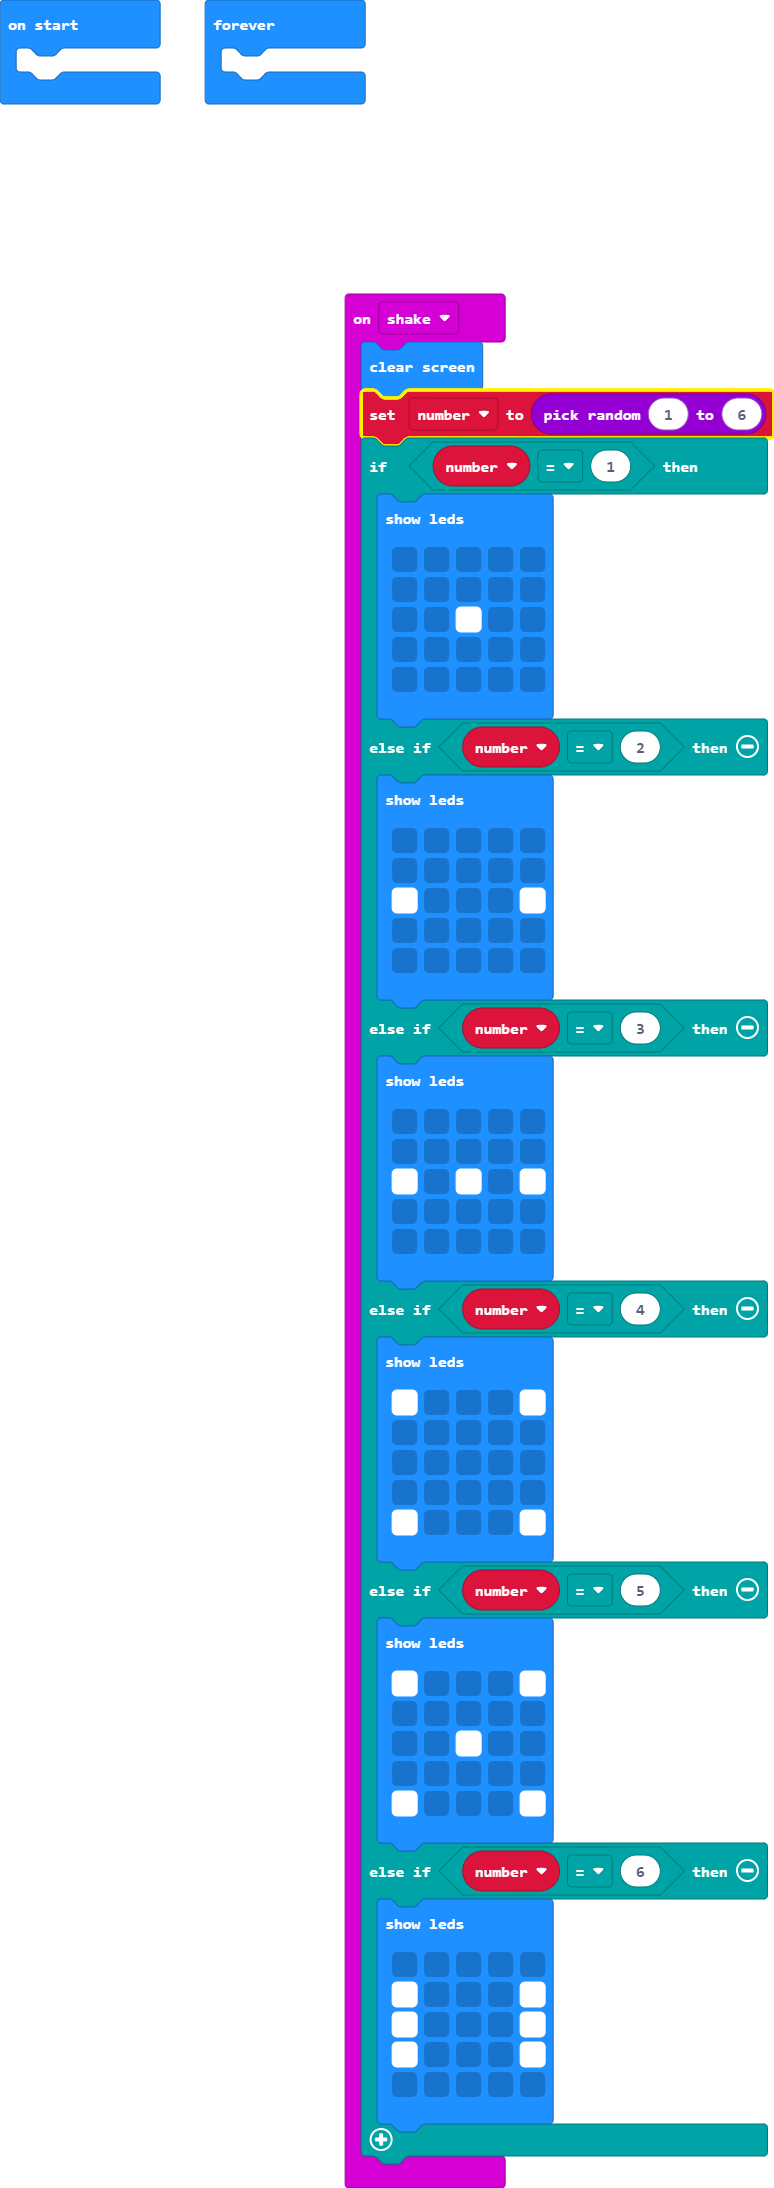 on start
forever
on shake
clear screen
set number to pick random 1 to 6
if number = 1 then
show leds
else if number = 2 then
show leds
else if number = 3 then
show leds
else if number = 4 then
show leds
else if number = 5 then
show leds
else if number = 6 then
show leds